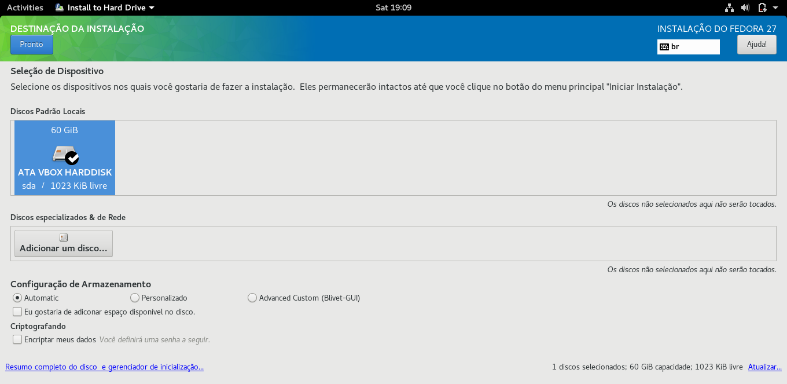 Activities Install to Hard Drive Sat 19:09
DESTINAÇÃO DA INSTALAÇÃO INSTALAÇÃO DO FEDORA 27
Pronto br Ajuda!
Seleção de Dispositivo
Selecione os dispositivos nos quais você gostaria de fazer a instalação. Eles permanecerão intactos até que você clique no botão do menu principal "Iniciar Instalação".
Discos Padrão Locais
60 GiB
ATA VBOX HARDDISK
sda / 1023 KiB livre
Os discos não selecionados aqui não serão tocados.
Discos especializados & de Rede
Adicionar um disco...
Os discos não selecionados aqui não serão tocados.
Configuração de Armazenamento
Automatic Personalizado Advanced Custom (Blivet-GUI)
Eu gostaria de adiconar espaço disponível no disco.
Criptografando
Encriptar meus dados Você definirá uma senha a seguir.
Resumo completo do disco e gerenciador de inicialização... 1 discos selecionados; 60 GiB capacidade; 1023 KiB livre Atualizar...